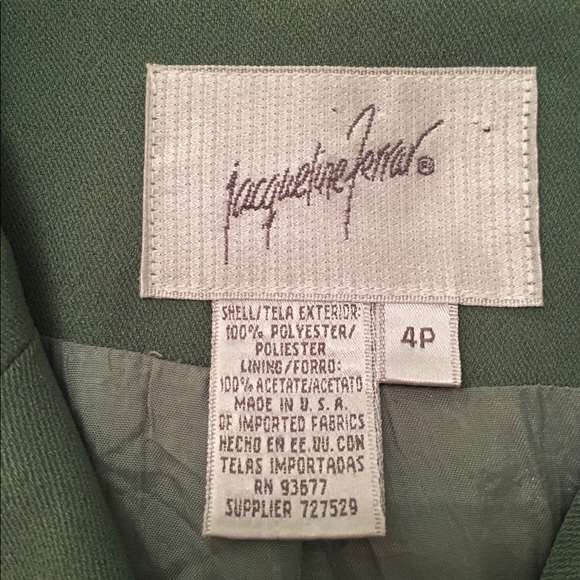 jacqueline ferrar®
SHELL/TELA EXTERIOR:
100% POLYESTER/
POLIESTER
LINING/FORRO:
100% ACETATE/ACETATO
MADE IN U.S.A.
OF IMPORTED FABRICS
HECHO EN EE.UU. CON
TELAS IMPORTADAS
RN 93677
SUPPLIER 727529
4P